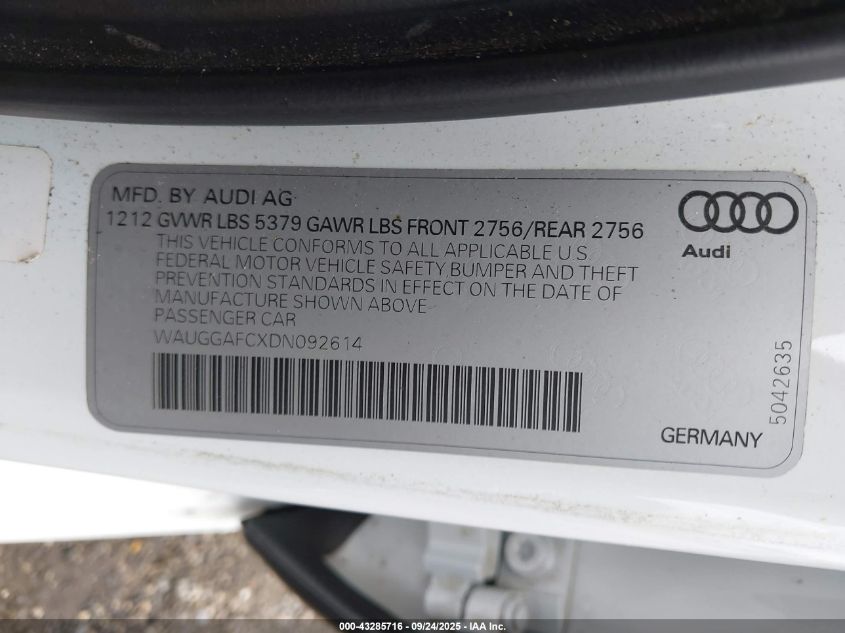 MFD. BY AUDI AG
1212 GVWR LBS 5379 GAWR LBS FRONT 2756/REAR 2756
THIS VEHICLE CONFORMS TO ALL APPLICABLE U S
FEDERAL MOTOR VEHICLE SAFETY BUMPER AND THEFT
PREVENTION STANDARDS IN EFFECT ON THE DATE OF
MANUFACTURE SHOWN ABOVE
PASSENGER CAR
WAUGGAFCXDN092614
Audi
5042635
GERMANY
000-43285716 - 09/24/2025 - IAA Inc.